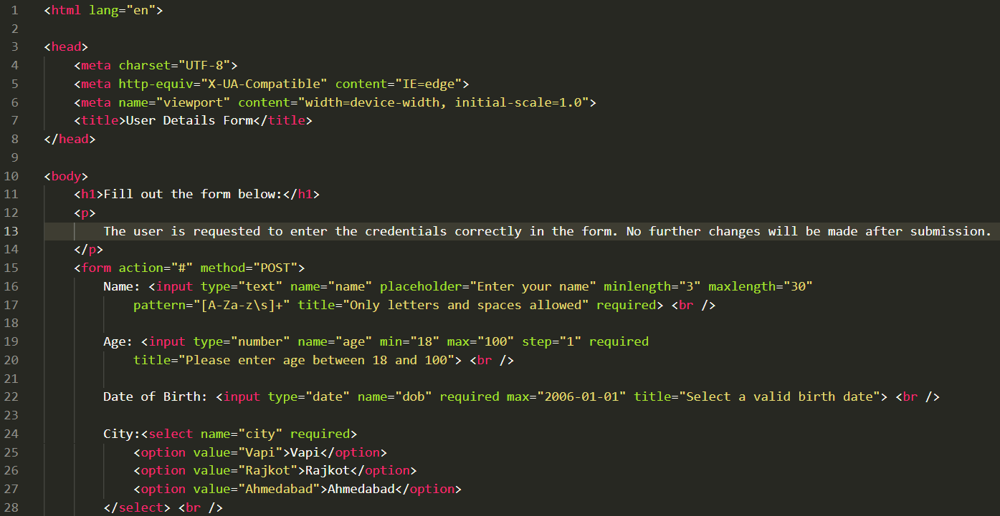 1 <html lang="en">
2
3 <head>
4     <meta charset="UTF-8">
5     <meta http-equiv="X-UA-Compatible" content="IE=edge">
6     <meta name="viewport" content="width=device-width, initial-scale=1.0">
7     <title>User Details Form</title>
8 </head>
9
10 <body>
11     <h1>Fill out the form below:</h1>
12     <p>
13         The user is requested to enter the credentials correctly in the form. No further changes will be made after submission.
14     </p>
15     <form action="#" method="POST">
16         Name: <input type="text" name="name" placeholder="Enter your name" minlength="3" maxlength="30"
17             pattern="[A-Za-z\s]+" title="Only letters and spaces allowed" required> <br />
18
19         Age: <input type="number" name="age" min="18" max="100" step="1" required
20             title="Please enter age between 18 and 100"> <br />
21
22         Date of Birth: <input type="date" name="dob" required max="2006-01-01" title="Select a valid birth date"> <br />
23
24         City:<select name="city" required>
25             <option value="Vapi">Vapi</option>
26             <option value="Rajkot">Rajkot</option>
27             <option value="Ahmedabad">Ahmedabad</option>
28         </select> <br />